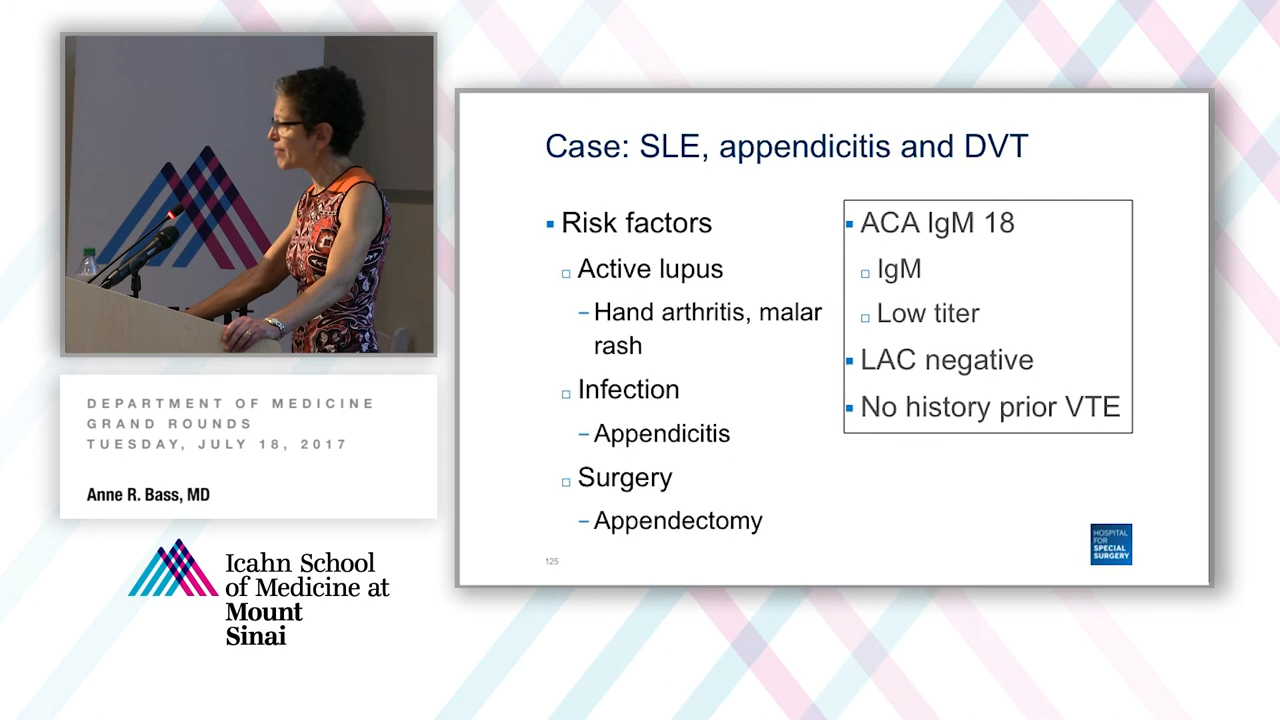 DEPARTMENT OF MEDICINE
GRAND ROUNDS
TUESDAY, JULY 18, 2017
Anne R. Bass, MD
Icahn School
of Medicine at
Mount
Sinai
Case: SLE, appendicitis and DVT
Risk factors
Active lupus
–Hand arthritis, malar
rash
Infection
–Appendicitis
Surgery
–Appendectomy
ACA IgM 18
IgM
Low titer
LAC negative
No history prior VTE
125
HOSPITAL
FOR
SPECIAL
SURGERY